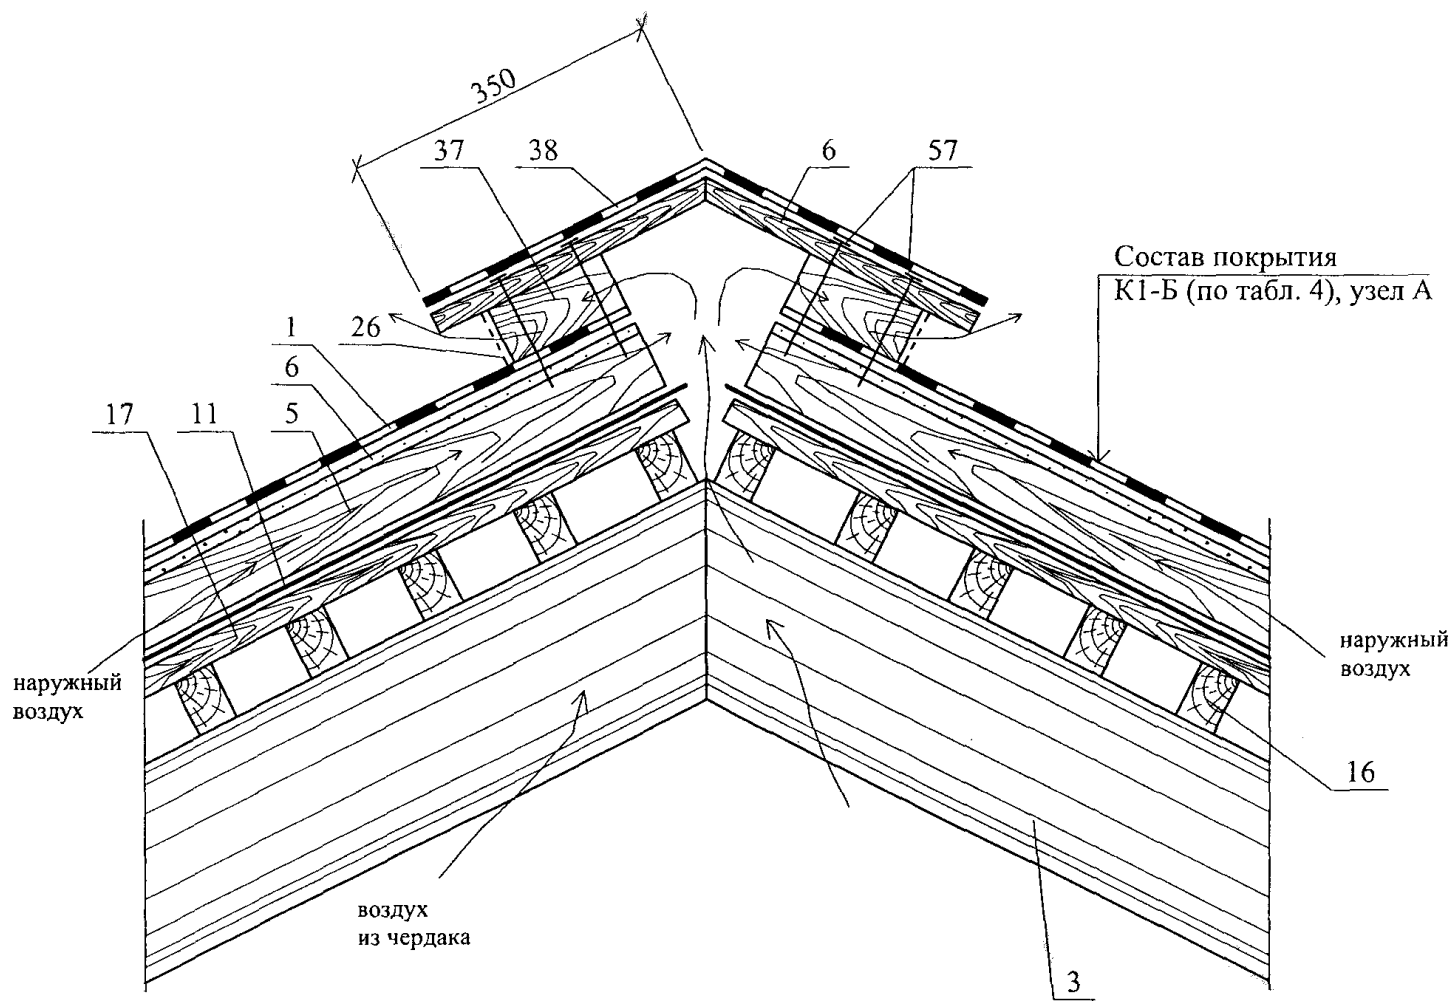 350
37
38
6
57
Состав покрытия
К1-Б (по табл. 4), узел А
1
26
6
17
11
5
наружный
воздух
наружный
воздух
16
воздух
из чердака
3